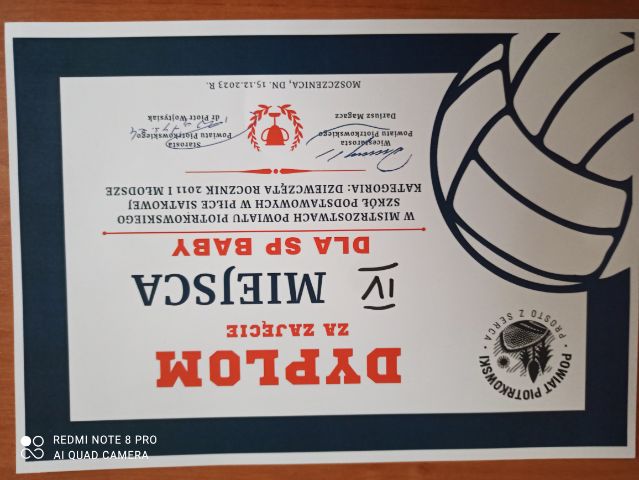 POWIAT PIOTRKOWSKI
• PROSTO Z SERCA •
DYPLOM
ZA ZAJĘCIE
IV MIEJSCA
DLA SP BABY
W MISTRZOSTWACH POWIATU PIOTRKOWSKIEGO
SZKÓŁ PODSTAWOWYCH W PIŁCE SIATKOWEJ
KATEGORIA: DZIEWCZĘTA ROCZNIK 2011 I MŁODSZE
Wicestarosta
Powiatu Piotrkowskiego
Dariusz Magacz
Starosta
Powiatu Piotrkowskiego
dr Piotr Wojtysiak
MOSZCZENICA, DN. 15.12.2023 R.
REDMI NOTE 8 PRO
AI QUAD CAMERA